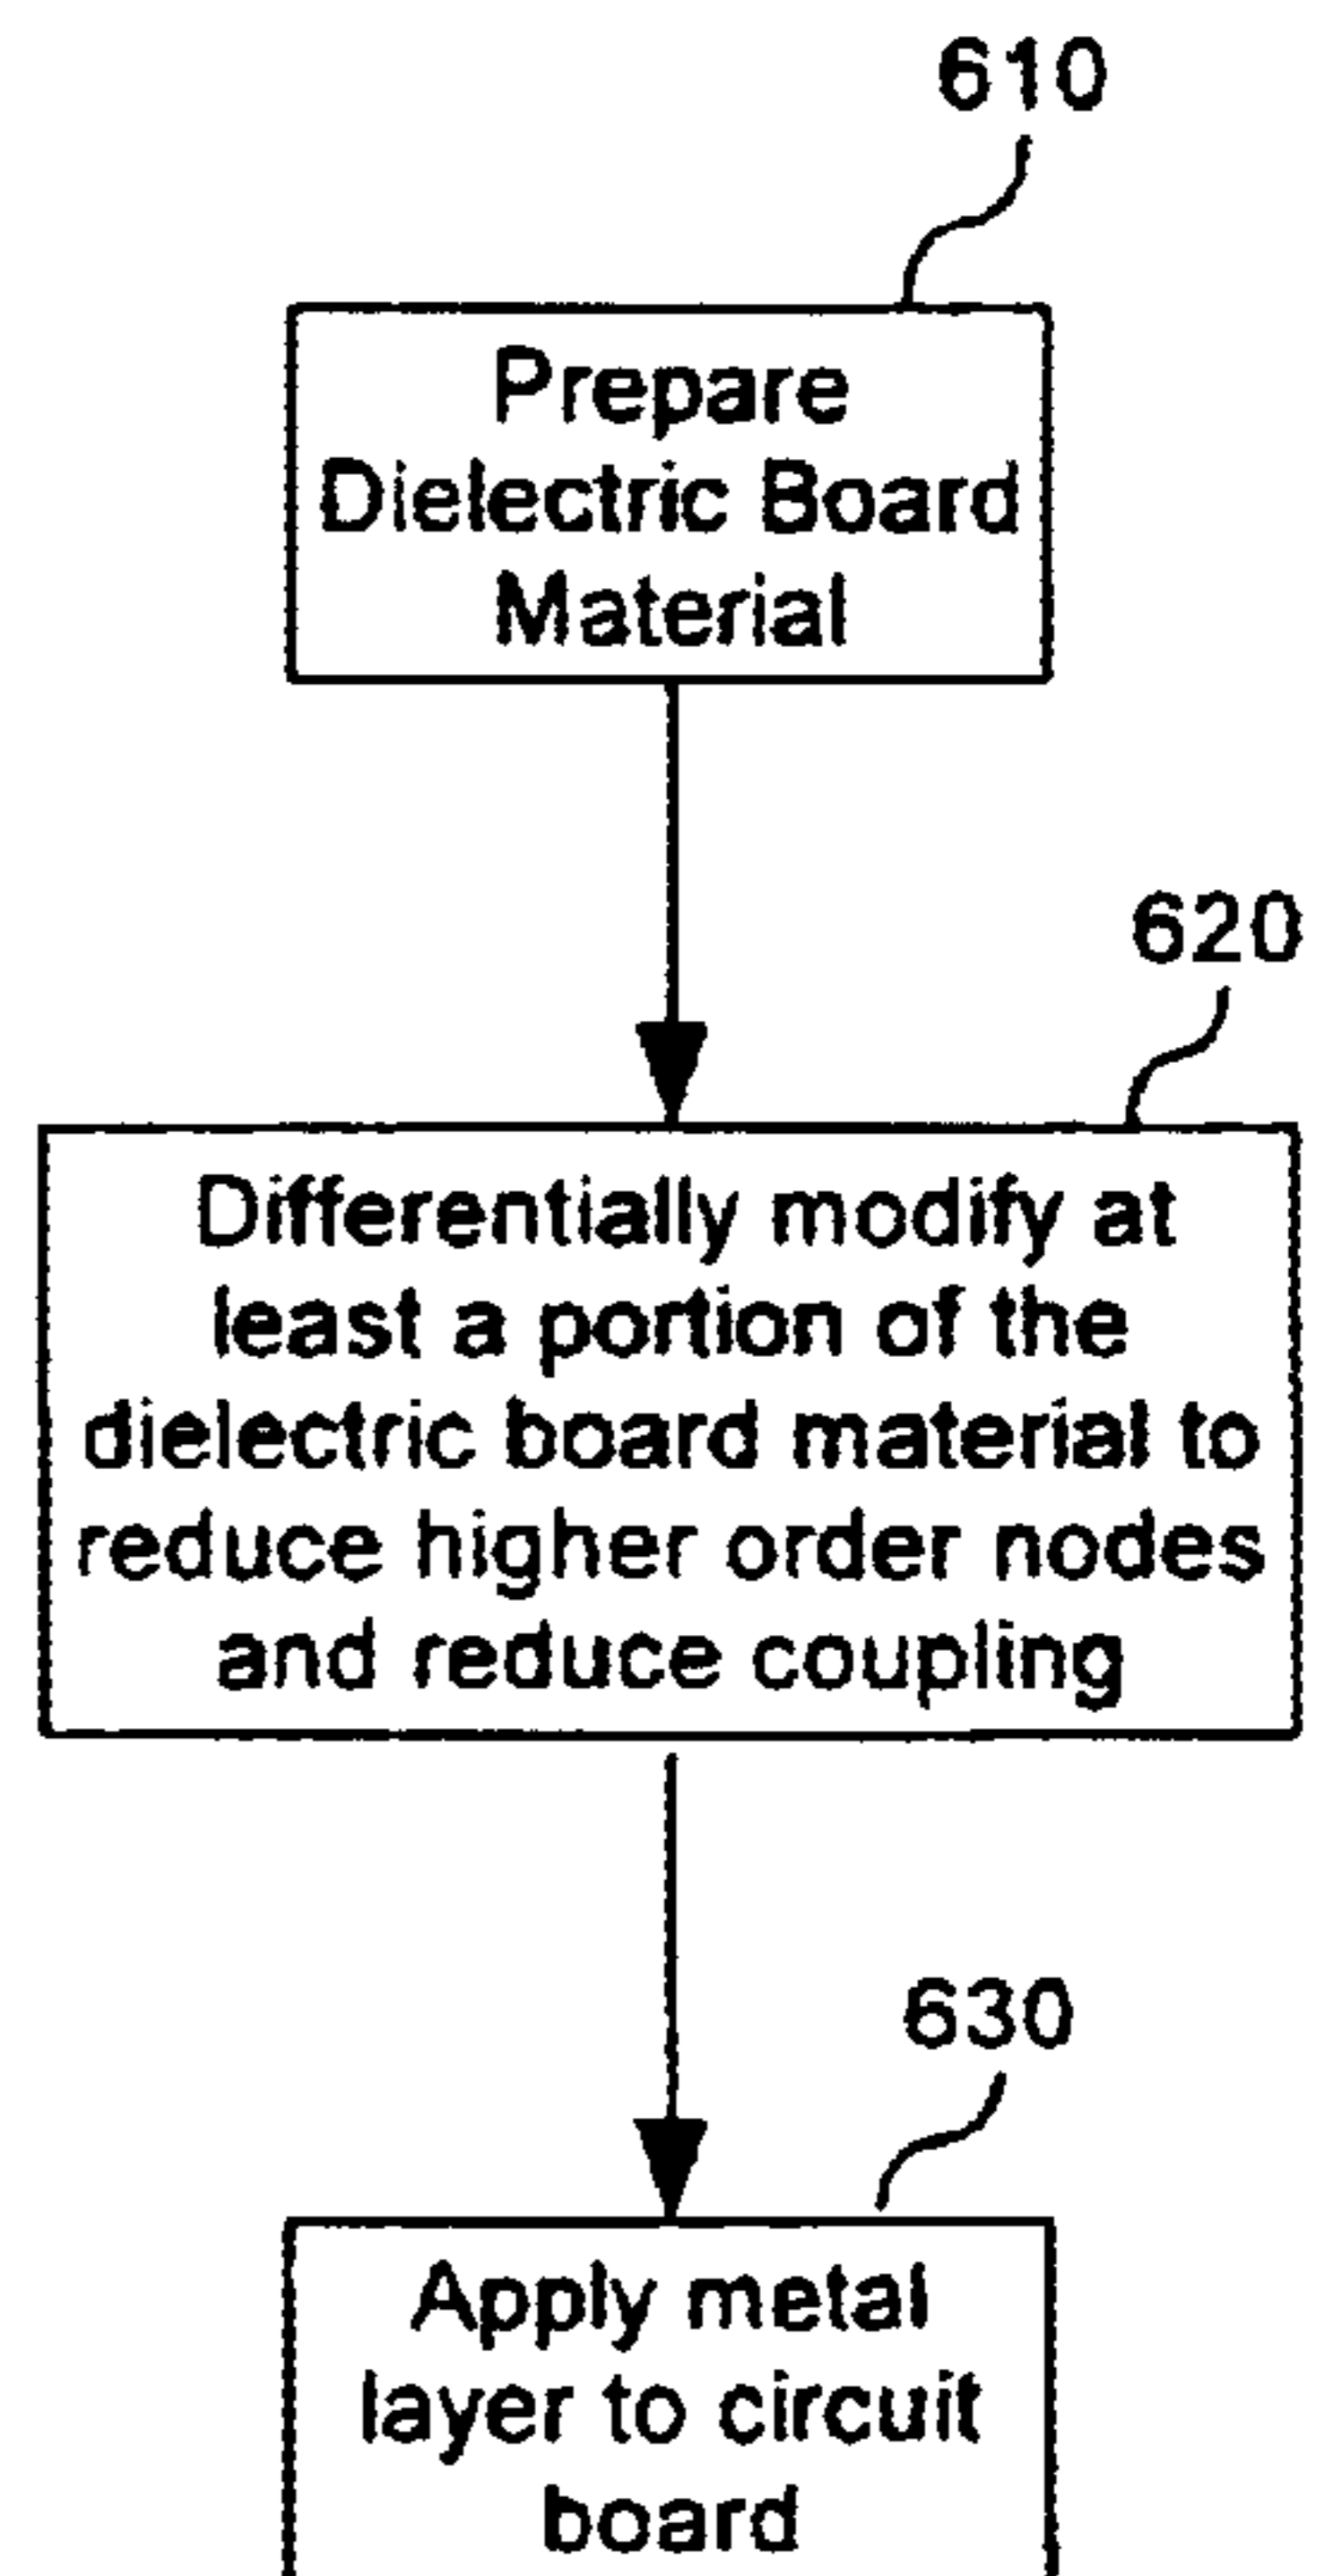 610
Prepare
Dielectric Board
Material
620
Differentially modify at
least a portion of the
dielectric board material to
reduce higher order nodes
and reduce coupling
630
Apply metal
layer to circuit
board